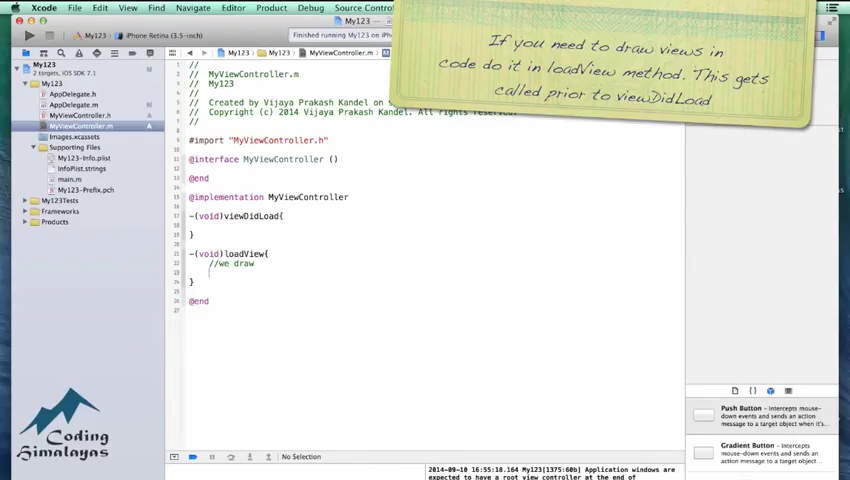 Xcode File Edit View Find Navigate Editor Product Debug Source Control
My123
My123 iPhone Retina (3.5-inch)
Finished running My123 on
If you need to draw views in
code do it in loadView method. This gets
called prior to viewDidLoad
My123
2 targets, iOS SDK 7.1
My123
AppDelegate.h
AppDelegate.m
MyViewController.h
MyViewController.m
Images.xcassets
Supporting Files
My123-Info.plist
InfoPlist.strings
main.m
My123-Prefix.pch
My123Tests
Frameworks
Products
M
A
A
My123 My123 MyViewController.m
//
// MyViewController.m
// My123
//
// Created by Vijaya Prakash Kandel on
// Copyright (c) 2014 Vijaya Prakash Kandel. All rights reserved.
//
#import "MyViewController.h"
@interface MyViewController ()
@end
@implementation MyViewController
-(void)viewDidLoad{
}
-(void)loadView{
//we draw
}
@end
Coding
Himalayas
No Selection
2014-09-10 16:55:18.164 My123[1375:60b] Application windows are
expected to have a root view controller at the end of
Push Button - Intercepts mouse-
down events and sends an action
message to a target object when it's...
Gradient Button - Intercepts
mouse-down events and sends an
action message to a target object...